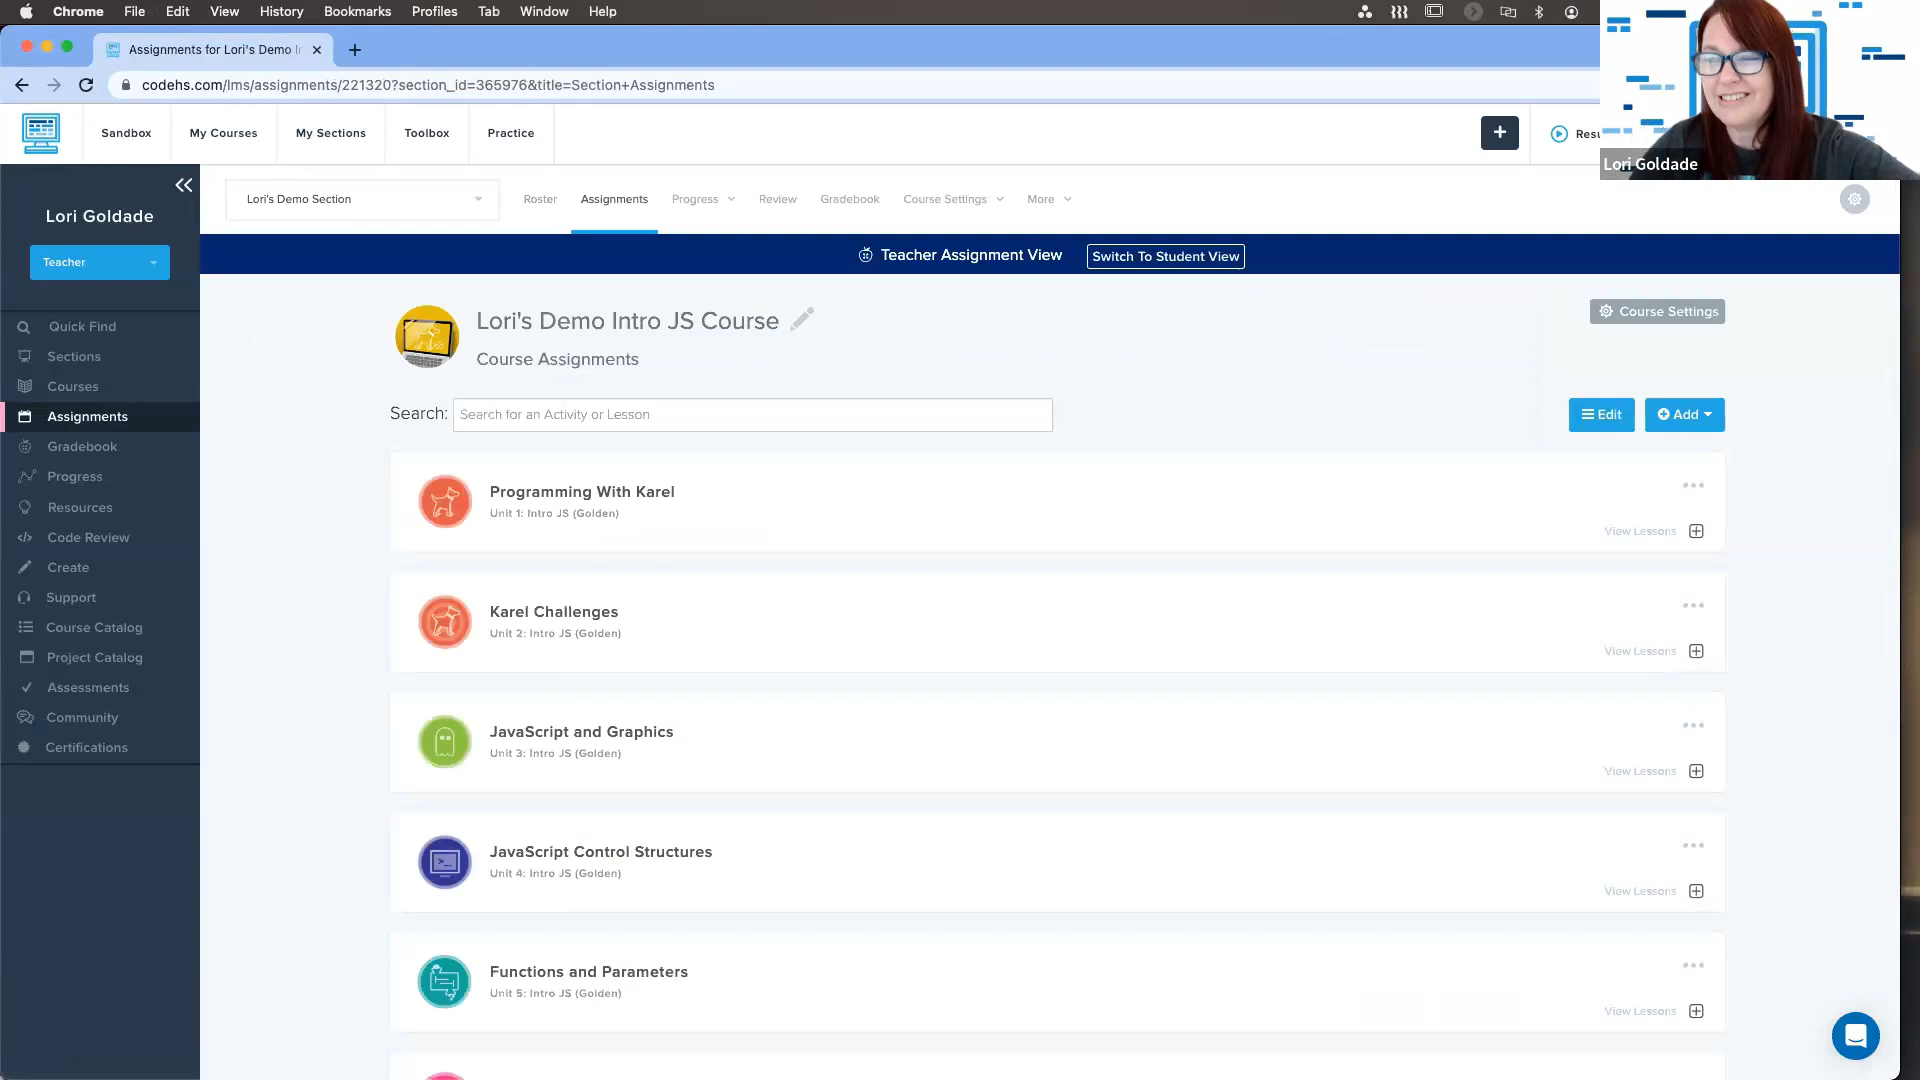 Chrome File Edit View History Bookmarks Profiles Tab Window Help
Assignments for Lori's Demo I
codehs.com/lms/assignments/221320?section_id=365976&title=Section+Assignments
Sandbox My Courses My Sections Toolbox Practice
Lori Goldade
Lori Goldade
Teacher
Quick Find
Sections
Courses
Assignments
Gradebook
Progress
Resources
Code Review
Create
Support
Course Catalog
Project Catalog
Assessments
Community
Certifications
Lori's Demo Section Roster Assignments Progress Review Gradebook Course Settings More
Teacher Assignment View Switch To Student View
Lori's Demo Intro JS Course
Course Settings
Course Assignments
Search: Search for an Activity or Lesson Edit Add
Programming With Karel
Unit 1: Intro JS (Golden)
View Lessons
Karel Challenges
Unit 2: Intro JS (Golden)
View Lessons
JavaScript and Graphics
Unit 3: Intro JS (Golden)
View Lessons
JavaScript Control Structures
Unit 4: Intro JS (Golden)
View Lessons
Functions and Parameters
Unit 5: Intro JS (Golden)
View Lessons